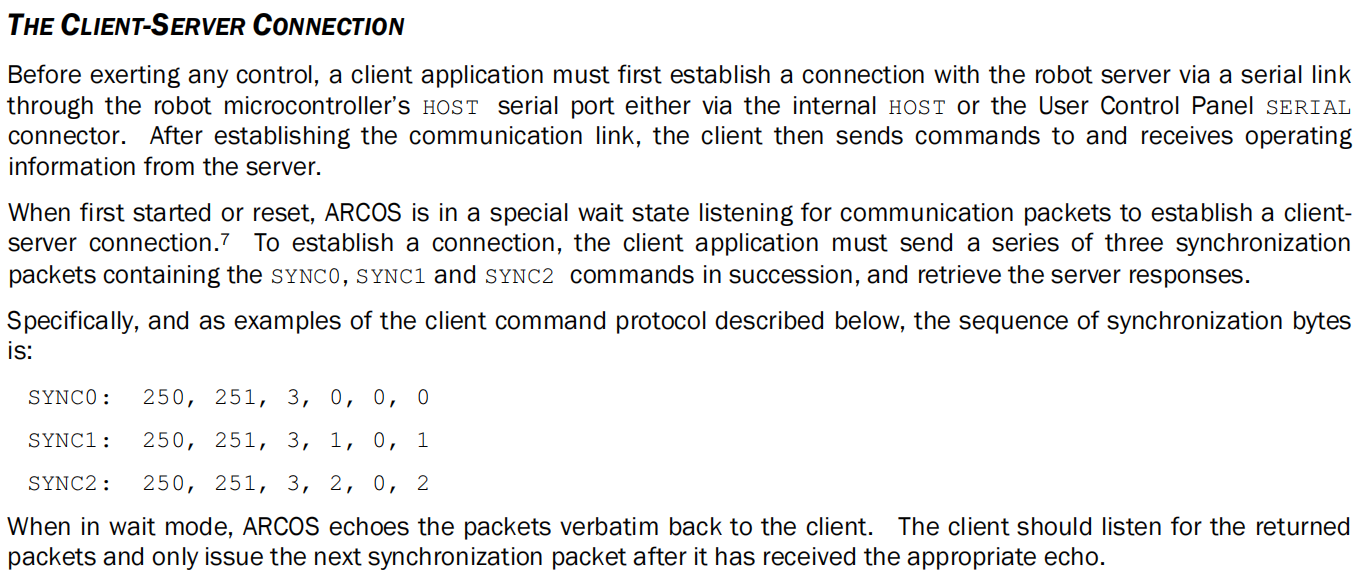 THE CLIENT-SERVER CONNECTION
Before exerting any control, a client application must first establish a connection with the robot server via a serial link
through the robot microcontroller's HOST serial port either via the internal HOST or the User Control Panel SERIAL
connector. After establishing the communication link, the client then sends commands to and receives operating
information from the server.
When first started or reset, ARCOS is in a special wait state listening for communication packets to establish a client-
server connection.7 To establish a connection, the client application must send a series of three synchronization
packets containing the SYNC0, SYNC1 and SYNC2 commands in succession, and retrieve the server responses.
Specifically, and as examples of the client command protocol described below, the sequence of synchronization bytes
is:
SYNC0: 250, 251, 3, 0, 0, 0
SYNC1: 250, 251, 3, 1, 0, 1
SYNC2: 250, 251, 3, 2, 0, 2
When in wait mode, ARCOS echoes the packets verbatim back to the client. The client should listen for the returned
packets and only issue the next synchronization packet after it has received the appropriate echo.